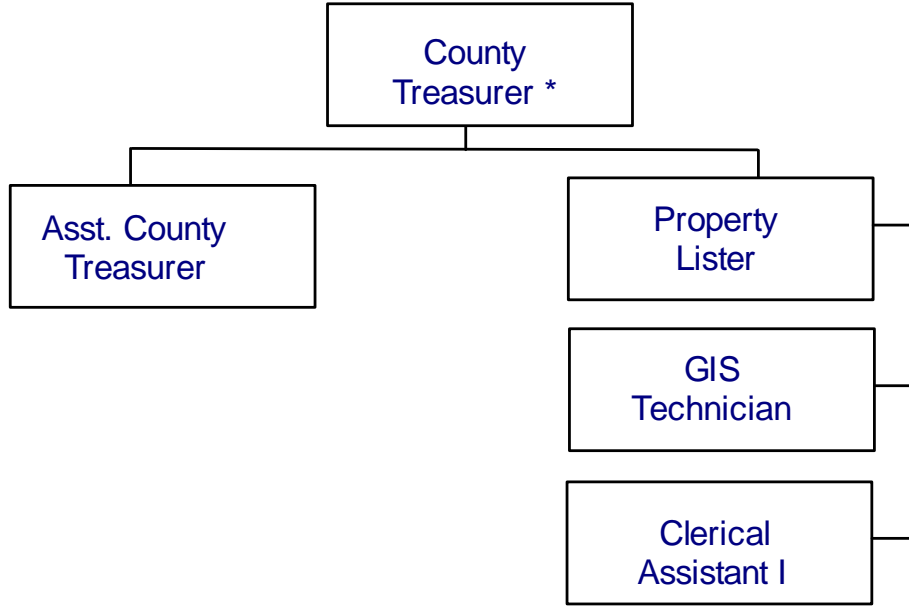 County
Treasurer *
Asst. County
Treasurer
Property
Lister
GIS
Technician
Clerical
Assistant I